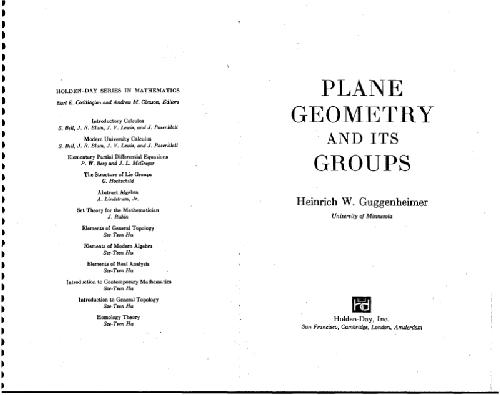 HOLDEN-DAY SERIES IN MATHEMATICS
Earl E. Coddington and Andrew M. Gleason, Editors
Introductory Calculus
S. Bell, J. R. Blum, J. V. Lewis, and J. Rosenblatt
Modern University Calculus
S. Bell, J. R. Blum, J. V. Lewis, and J. Rosenblatt
Elementary Partial Differential Equations
P. W. Berg and J. L. McGregor
The Structure of Lie Groups
G. Hochschild
Abstract Algebra
A. Lindstrum, Jr.
Set Theory for the Mathematician
J. Rubin
Elements of General Topology
Sze-Tsen Hu
Elements of Modern Algebra
Sze-Tsen Hu
Elements of Real Analysis
Sze-Tsen Hu
Introduction to Contemporary Mathematics
Sze-Tsen Hu
Introduction to General Topology
Sze-Tsen Hu
Homology Theory
Sze-Tsen Hu
PLANE
GEOMETRY
AND ITS
GROUPS
Heinrich W. Guggenheimer
University of Minnesota
hd
Holden-Day, Inc.
San Francisco, Cambridge, London, Amsterdam